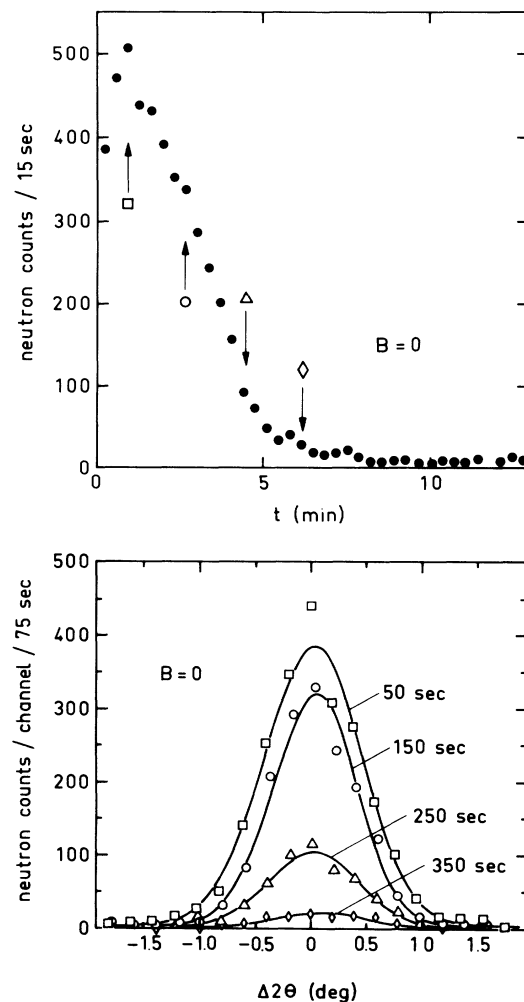 500
400
300
200
100
0
neutron counts / 15 sec
B = 0
0
5
10
t (min)
500
400
300
200
100
0
neutron counts / channel / 75 sec
B = 0
50 sec
150 sec
250 sec
350 sec
-1.5
-1.0
-0.5
0
0.5
1.0
1.5
Δ2θ (deg)